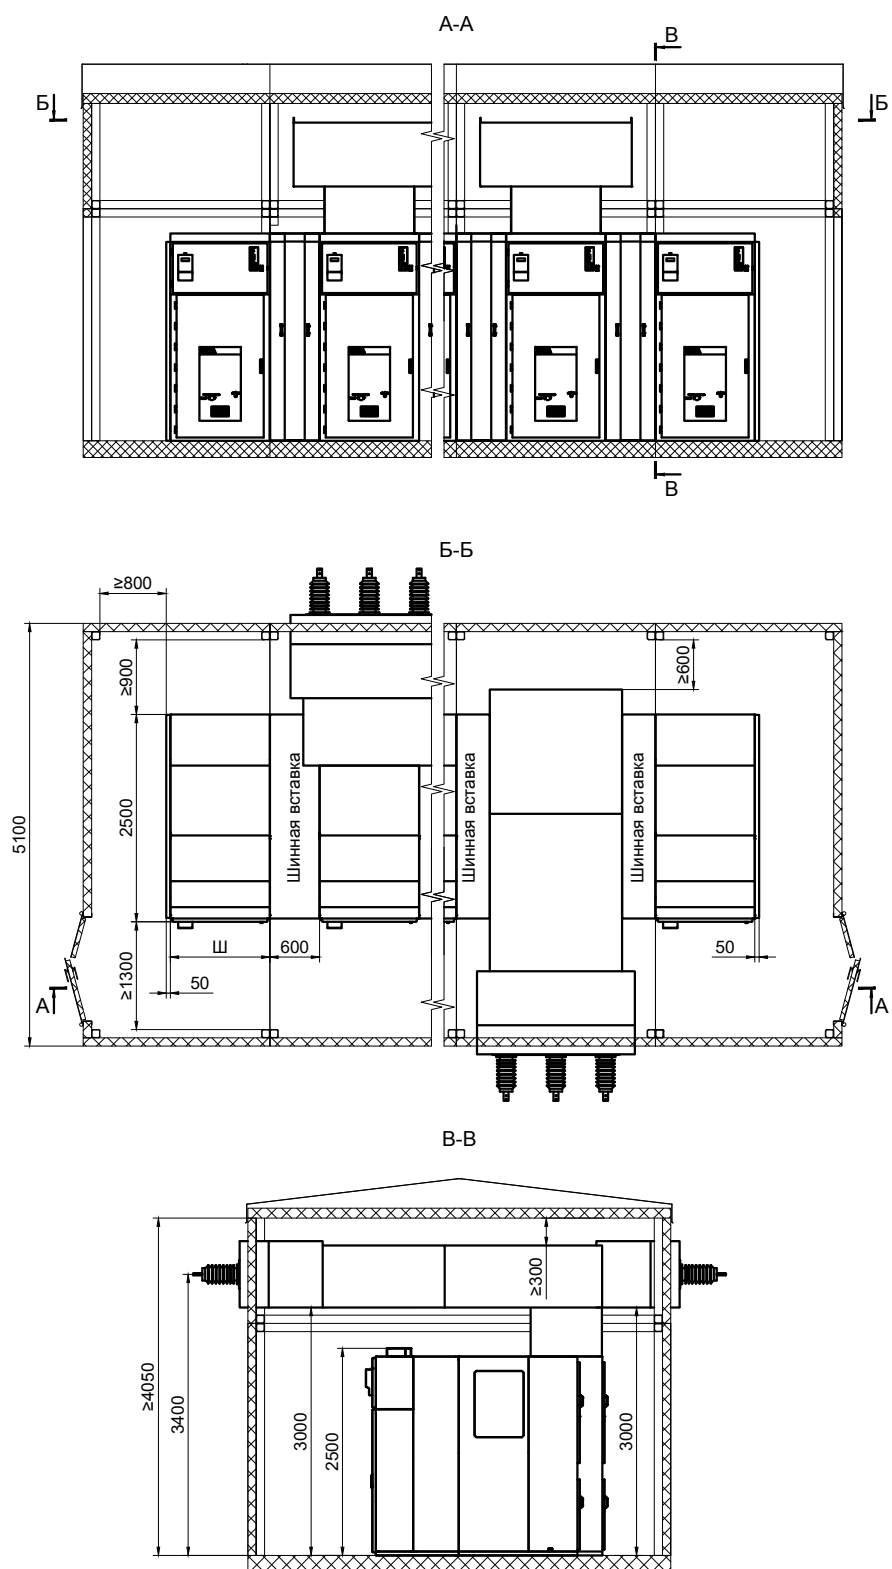 А-А
В
Б
Б
В
Б-Б
≥800
≥900
≥600
2500
5100
Шинная вставка
Шинная вставка
Шинная вставка
Ш
600
50
50
≥1300
А
А
В-В
≥300
≥4050
3400
3000
2500
3000